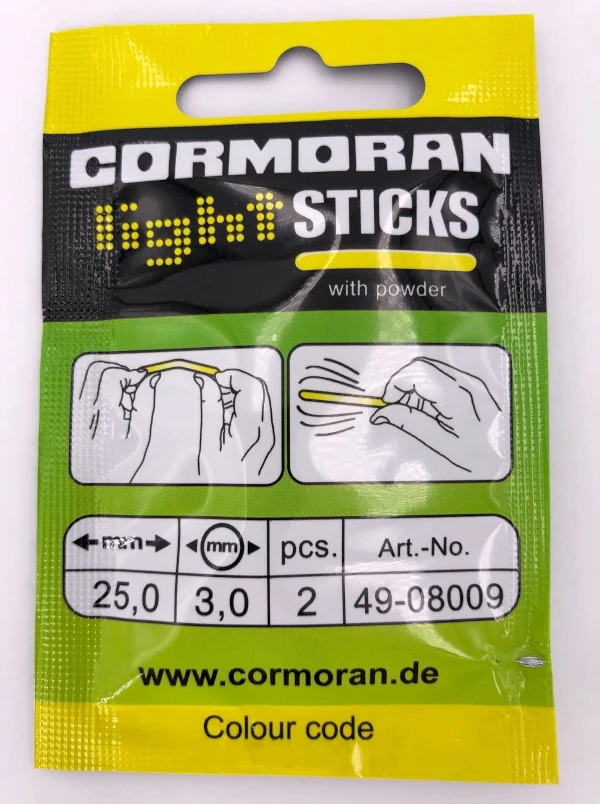 CORMORAN
light STICKS
with powder
mm mm pcs. Art.-No.
25,0 3,0 2 49-08009
www.cormoran.de
Colour code